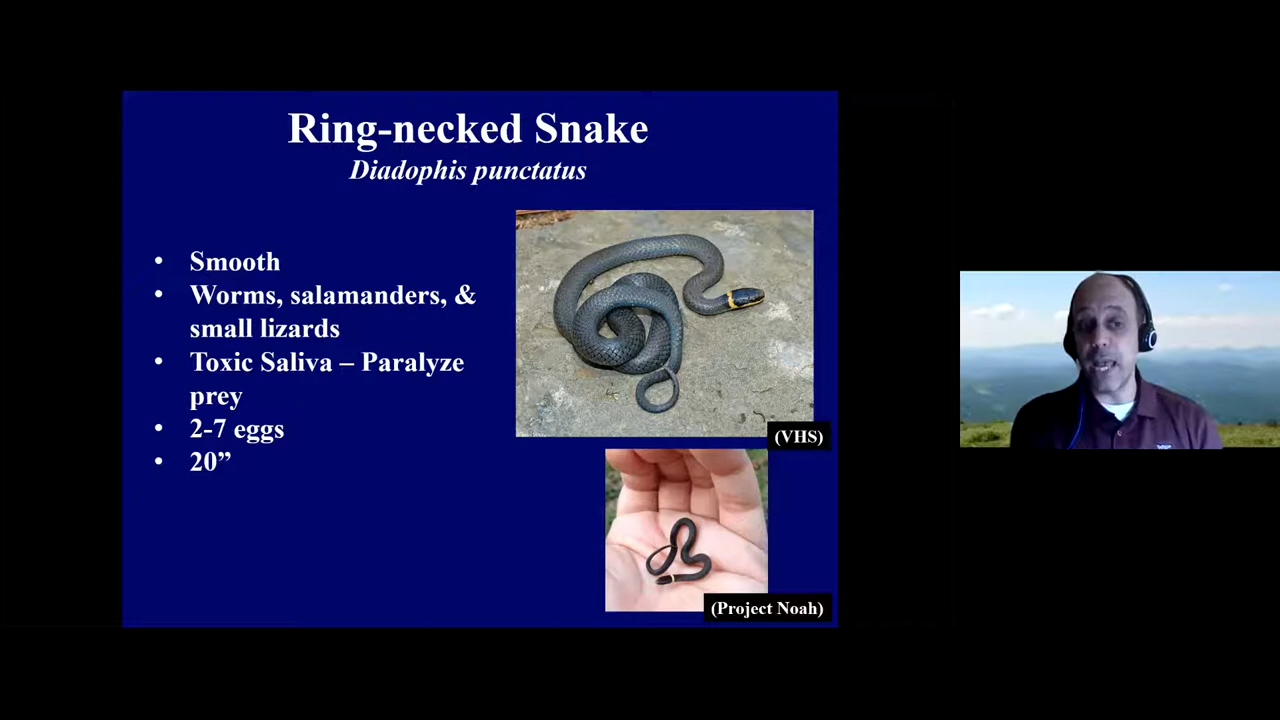 Ring-necked Snake
Diadophis punctatus
• Smooth
• Worms, salamanders, &
small lizards
• Toxic Saliva – Paralyze
prey
• 2-7 eggs
• 20”
(VHS)
(Project Noah)